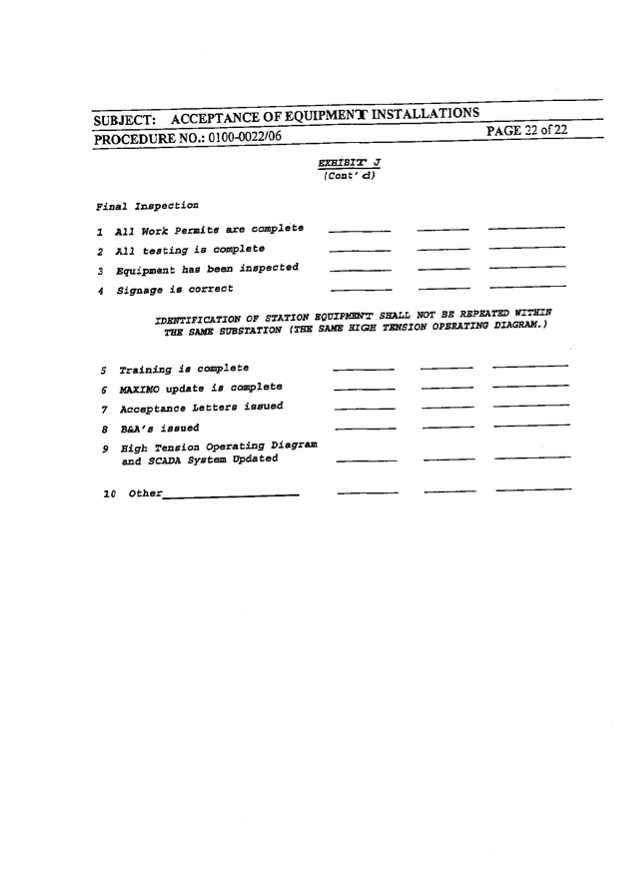 SUBJECT: ACCEPTANCE OF EQUIPMENT INSTALLATIONS
PROCEDURE NO.: 0100-0022/06 PAGE 22 of 22
EXHIBIT J
(Cont'd)
Final Inspection
1 All Work Permits are complete
2 All testing is complete
3 Equipment has been inspected
4 Signage is correct
IDENTIFICATION OF STATION EQUIPMENT SHALL NOT BE REPEATED WITHIN
THE SAME SUBSTATION (THE SAME HIGH TENSION OPERATING DIAGRAM.)
5 Training is complete
6 MAXIMO update is complete
7 Acceptance Letters issued
8 B&A's issued
9 High Tension Operating Diagram
and SCADA System Updated
10 Other